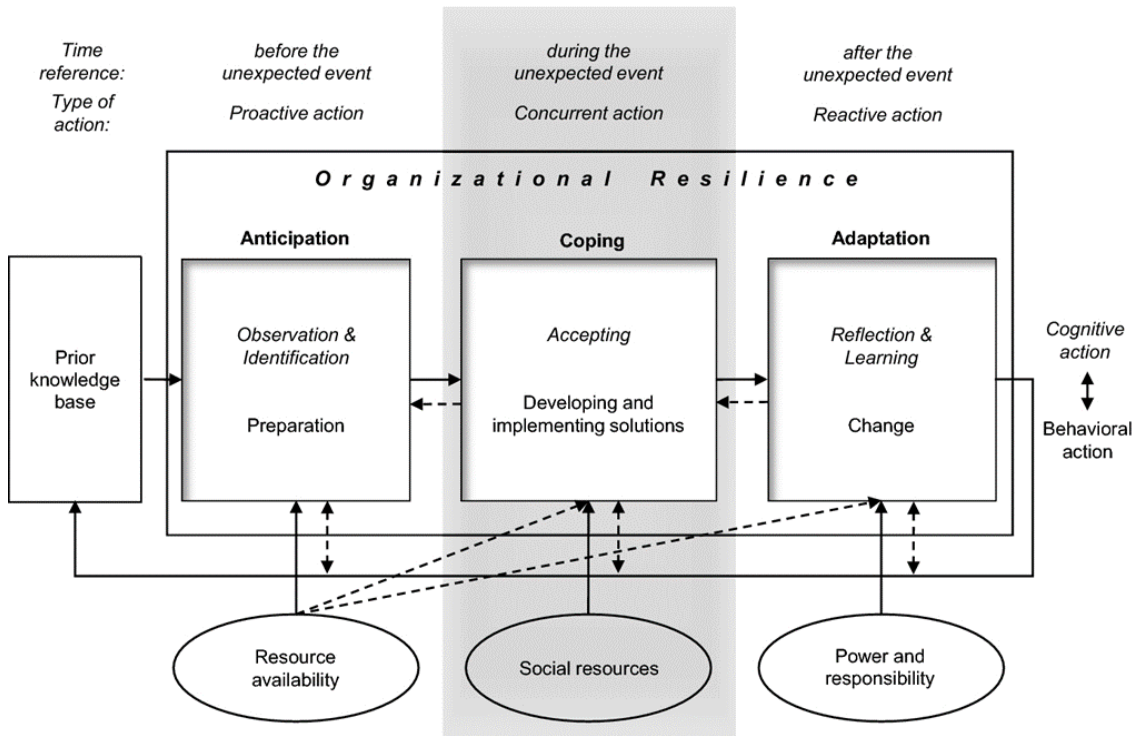 Time
reference:
before the
unexpected event
during the
unexpected event
after the
unexpected event
Type of
action:
Proactive action
Concurrent action
Reactive action
Organizational Resilience
Anticipation
Coping
Adaptation
Prior
knowledge
base
Observation &
Identification
Preparation
Accepting
Developing and
implementing solutions
Reflection &
Learning
Change
Cognitive
action
Behavioral
action
Resource
availability
Social resources
Power and
responsibility